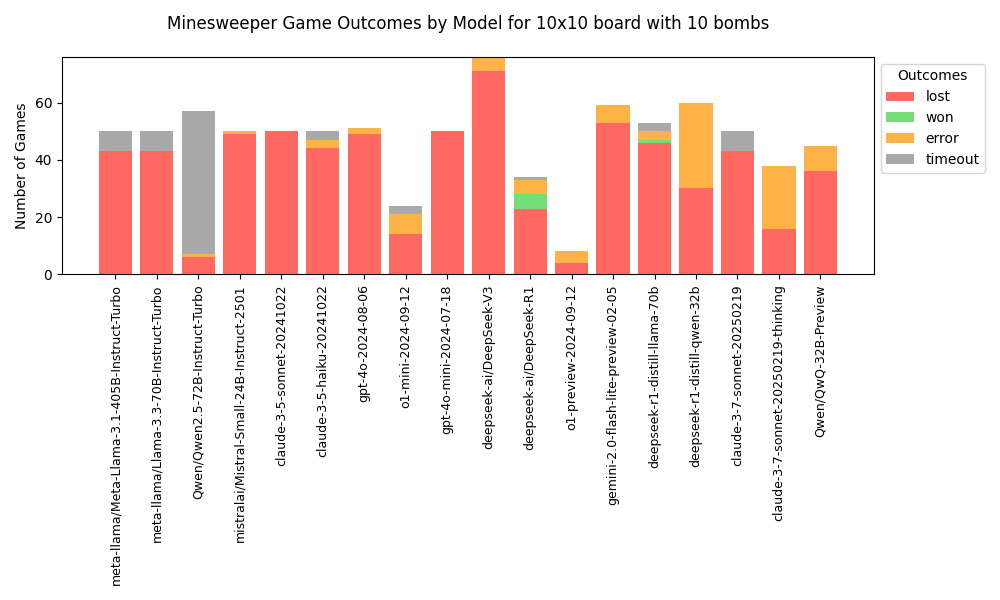 Minesweeper Game Outcomes by Model for 10x10 board with 10 bombs
Number of Games
60
40
20
0
Outcomes
lost
won
error
timeout
meta-llama/Meta-Llama-3.1-405B-Instruct-Turbo
meta-llama/Llama-3.3-70B-Instruct-Turbo
Qwen/Qwen2.5-72B-Instruct-Turbo
mistralai/Mistral-Small-24B-Instruct-2501
claude-3-5-sonnet-20241022
claude-3-5-haiku-20241022
gpt-4o-2024-08-06
o1-mini-2024-09-12
gpt-4o-mini-2024-07-18
deepseek-ai/DeepSeek-V3
deepseek-ai/DeepSeek-R1
o1-preview-2024-09-12
gemini-2.0-flash-lite-preview-02-05
deepseek-r1-distill-llama-70b
deepseek-r1-distill-qwen-32b
claude-3-7-sonnet-20250219
claude-3-7-sonnet-20250219-thinking
Qwen/QwQ-32B-Preview